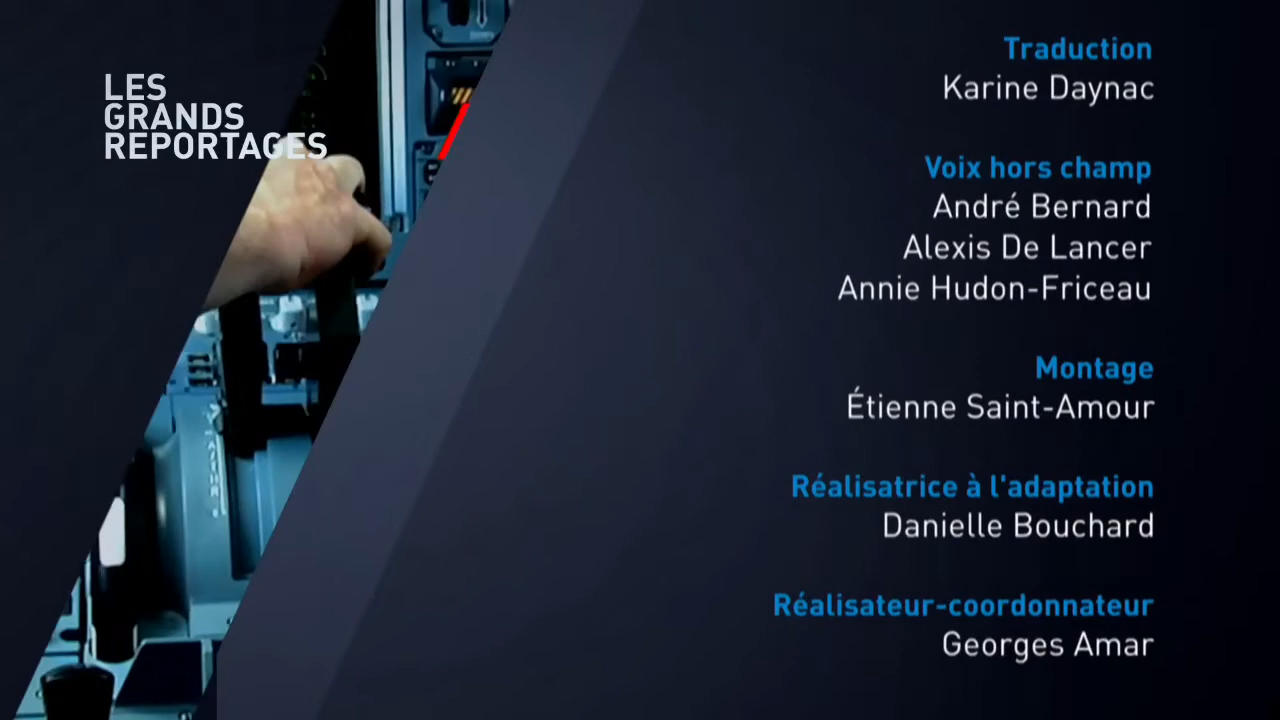 LES
GRANDS
REPORTAGES
Traduction
Karine Daynac
Voix hors champ
André Bernard
Alexis De Lancer
Annie Hudon-Friceau
Montage
Étienne Saint-Amour
Réalisatrice à l'adaptation
Danielle Bouchard
Réalisateur-coordonnateur
Georges Amar